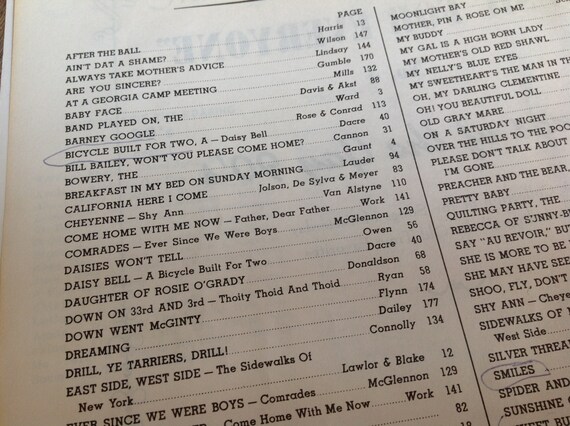 PAGE
AFTER THE BALL Harris 13
AIN'T DAT A SHAME? Wilson 147
ALWAYS TAKE MOTHER'S ADVICE Lindsay 144
ARE YOU SINCERE? Gumble 170
AT A GEORGIA CAMP MEETING Mills 132
BABY FACE Davis & Akst 88
BAND PLAYED ON, THE Ward 3
BARNEY GOOGLE Rose & Conrad 113
BICYCLE BUILT FOR TWO, A — Daisy Bell Dacre 40
BILL BAILEY, WON'T YOU PLEASE COME HOME? Cannon 31
BOWERY, THE Gaunt 4
BREAKFAST IN MY BED ON SUNDAY MORNING Lauder 94
CALIFORNIA HERE I COME Jolson, De Sylva & Meyer 83
CHEYENNE — Shy Ann Van Alstyne 110
COME HOME WITH ME NOW — Father, Dear Father Work 141
COMRADES — Ever Since We Were Boys McGlennon 129
DAISIES WON'T TELL Owen 56
DAISY BELL — A Bicycle Built For Two Dacre 40
DAUGHTER OF ROSIE O'GRADY Donaldson 68
DOWN ON 33rd AND 3rd — Thoity Thoid And Thoid Ryan 58
DOWN WENT McGINTY Flynn 174
DREAMING Dailey 177
DRILL, YE TARRIERS, DRILL! Connolly 134
EAST SIDE, WEST SIDE — The Sidewalks Of
New York Lawlor & Blake 12
EVER SINCE WE WERE BOYS — Comrades McGlennon 129
Come Home With Me Now Work 141
82
18
MOONLIGHT BAY
MOTHER, PIN A ROSE ON ME
MY BUDDY
MY GAL IS A HIGH BORN LADY
MY MOTHER'S OLD RED SHAWL
MY NELLY'S BLUE EYES
MY SWEETHEART'S THE MAN IN TH
OH, MY DARLING CLEMENTINE
OH! YOU BEAUTIFUL DOLL
OLD GRAY MARE
ON A SATURDAY NIGHT
OVER THE HILLS TO THE POO
PLEASE DON'T TALK ABOUT
I'M GONE
PREACHER AND THE BEAR,
PRETTY BABY
QUILTING PARTY, THE
REBECCA OF SUNNY-B
SAY "AU REVOIR," BUT
SHE IS MORE TO BE
SHE MAY HAVE SEE
SHOO, FLY, DON'T
SHY ANN — Cheye
SIDEWALKS OF
West Side
SILVER THREA
SMILES
SPIDER AND
SUNSHINE